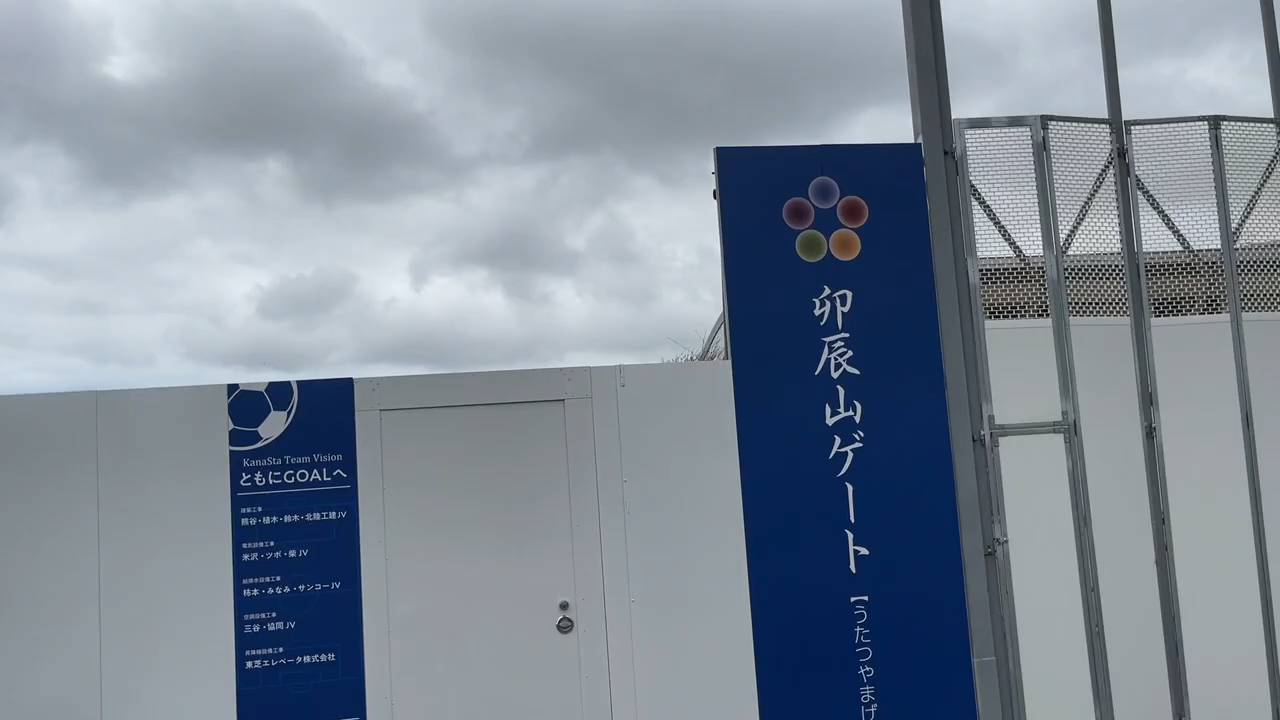 KanaSta Team Vision
ともにGOALへ
建築工事
熊谷・植木・鈴木・北陸工建JV
電気設備工事
米沢・ツボ・柴JV
給排水設備工事
柿本・みなみ・サンコーJV
空調設備工事
三谷・協同JV
昇降機設備工事
東芝エレベータ株式会社
卯辰山ゲート
【うたつやまげ